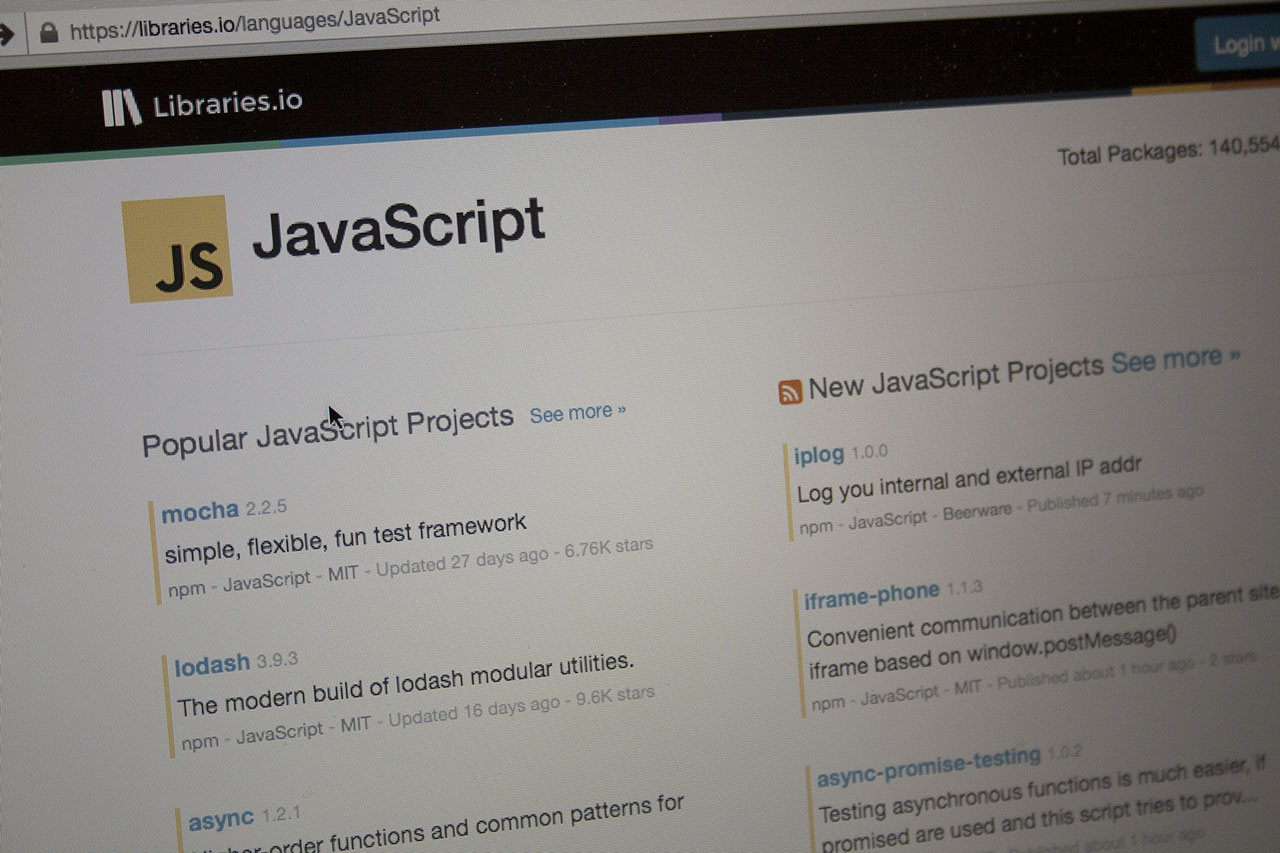 https://libraries.io/languages/JavaScript
Login
Libraries.io
Total Packages: 140,554
JS
JavaScript
Popular JavaScript Projects See more »
mocha 2.2.5
simple, flexible, fun test framework
npm - JavaScript - MIT - Updated 27 days ago - 6.76K stars
lodash 3.9.3
The modern build of lodash modular utilities.
npm - JavaScript - MIT - Updated 16 days ago - 9.6K stars
async 1.2.1
order functions and common patterns for
New JavaScript Projects See more »
iplog 1.0.0
Log you internal and external IP addr
npm - JavaScript - Beerware - Published 7 minutes ago
iframe-phone 1.1.3
Convenient communication between the parent site
iframe based on window.postMessage()
npm - JavaScript - MIT - Published about 1 hour ago - 2 stars
async-promise-testing 1.0.2
Testing asynchronous functions is much easier, if
promised are used and this script tries to prov...
about 1 hour ago